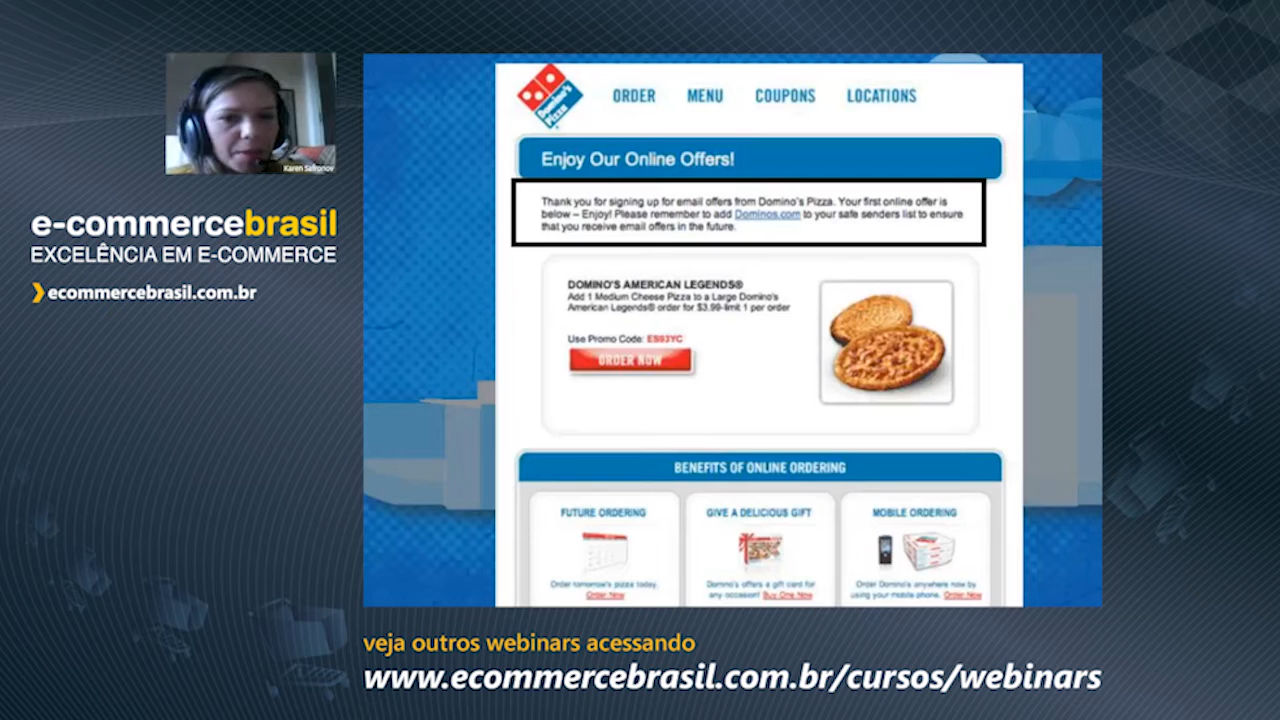 Karen Safronov
e-commercebrasil
EXCELÊNCIA EM E-COMMERCE
ecommercebrasil.com.br
Domino's
Pizza
ORDER MENU COUPONS LOCATIONS
Enjoy Our Online Offers!
Thank you for signing up for email offers from Domino's Pizza. Your first online offer is
below – Enjoy! Please remember to add Dominos.com to your safe senders list to ensure
that you receive email offers in the future.
DOMINO'S AMERICAN LEGENDS®
Add 1 Medium Cheese Pizza to a Large Domino's
American Legends® order for $3.99-limit 1 per order
Use Promo Code: ES93YC
ORDER NOW
BENEFITS OF ONLINE ORDERING
FUTURE ORDERING
Order tomorrow's pizza today.
Order Now
GIVE A DELICIOUS GIFT
Domino's offers a gift card for
any occasion! Buy One Now
MOBILE ORDERING
Order Domino's anywhere now by
using your mobile phone. Order Now
veja outros webinars acessando
www.ecommercebrasil.com.br/cursos/webinars